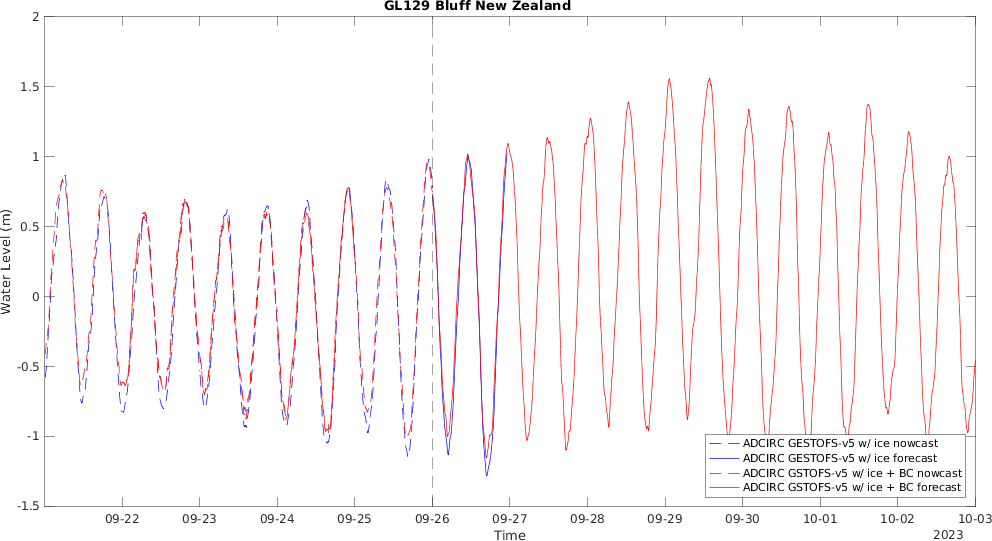 GL129 Bluff New Zealand
2
1.5
1
0.5
0
-0.5
-1
-1.5
Water Level (m)
ADCIRC GESTOFS-v5 w/ ice nowcast
ADCIRC GESTOFS-v5 w/ ice forecast
ADCIRC GSTOFS-v5 w/ ice + BC nowcast
ADCIRC GSTOFS-v5 w/ ice + BC forecast
09-22 09-23 09-24 09-25 09-26 09-27 09-28 09-29 09-30 10-01 10-02 10-03
Time
2023